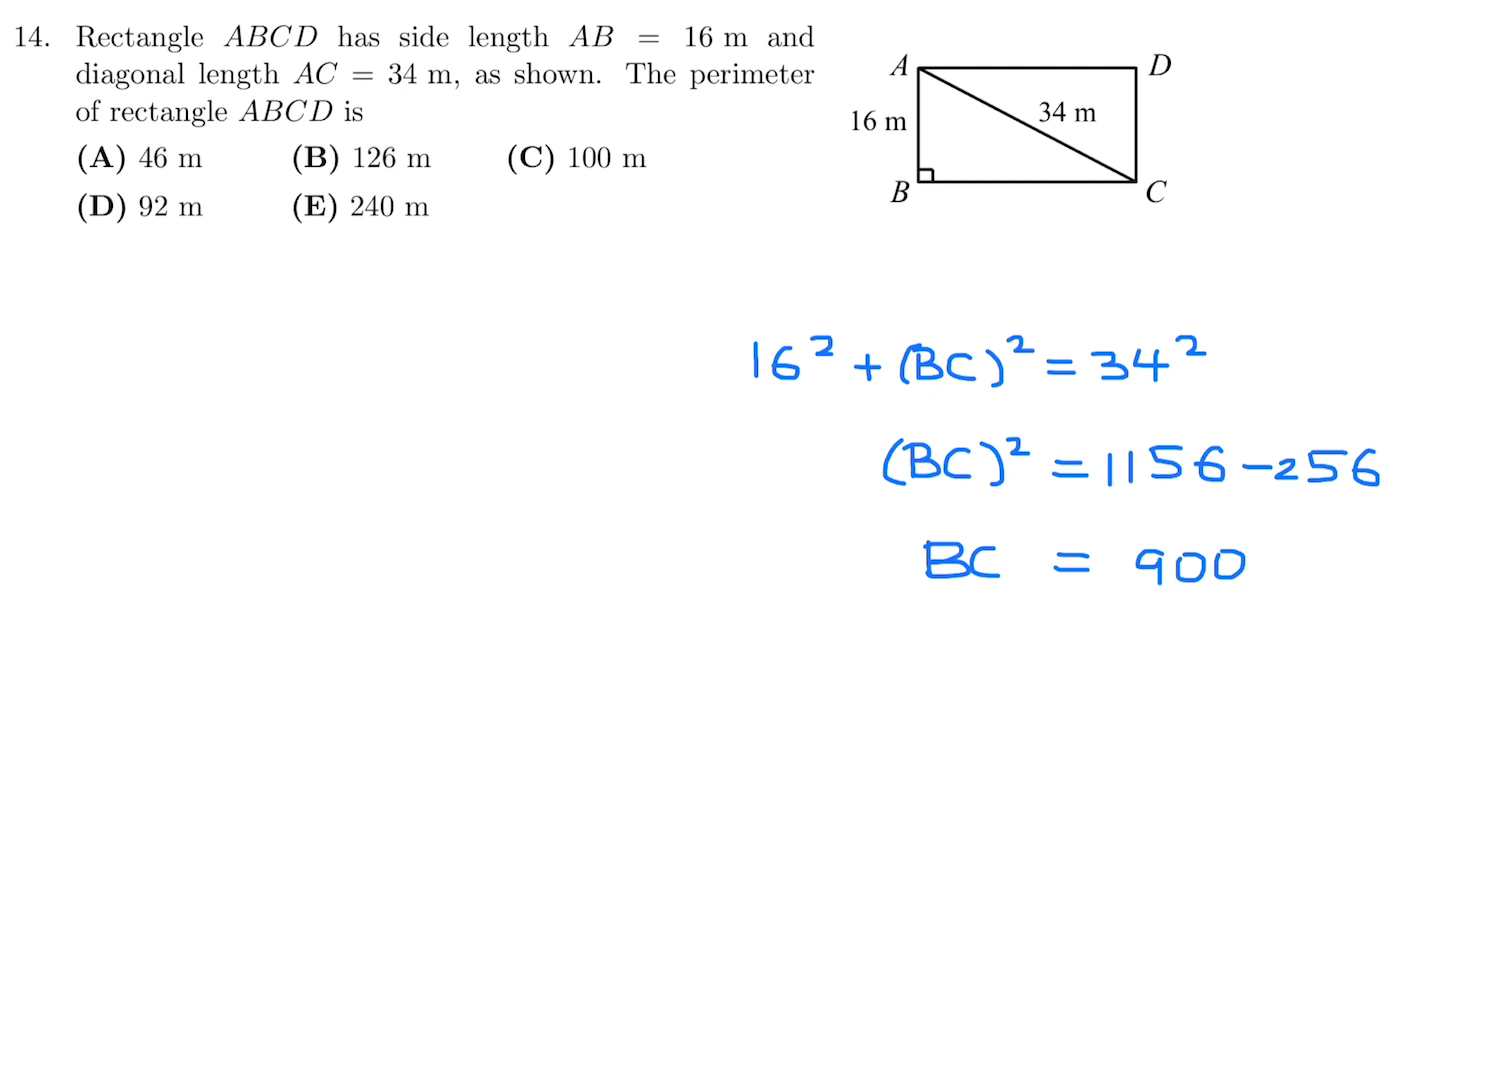 14. Rectangle ABCD has side length AB = 16 m and
diagonal length AC = 34 m, as shown. The perimeter
of rectangle ABCD is
(A) 46 m (B) 126 m (C) 100 m
(D) 92 m (E) 240 m
A D
16 m 34 m
B C
16² + (BC)² = 34²
(BC)² = 1156 - 256
BC = 900